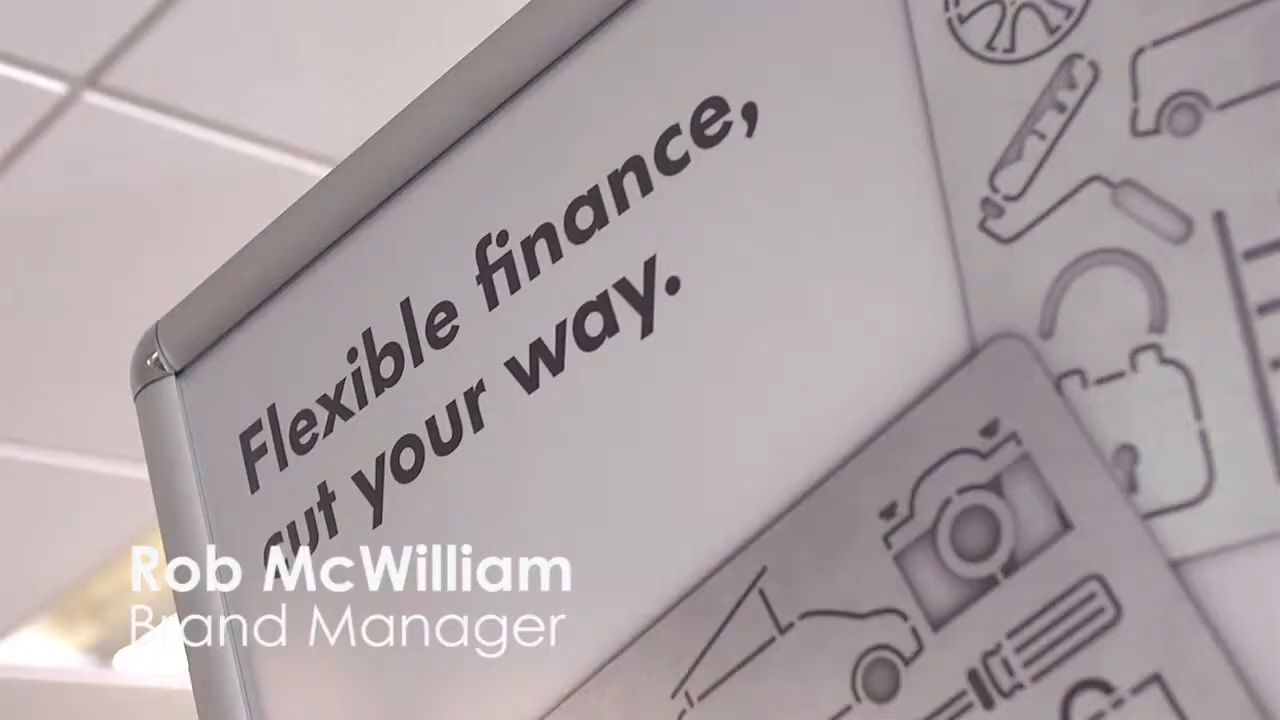 Flexible finance,
cut your way.
Rob McWilliam
Brand Manager